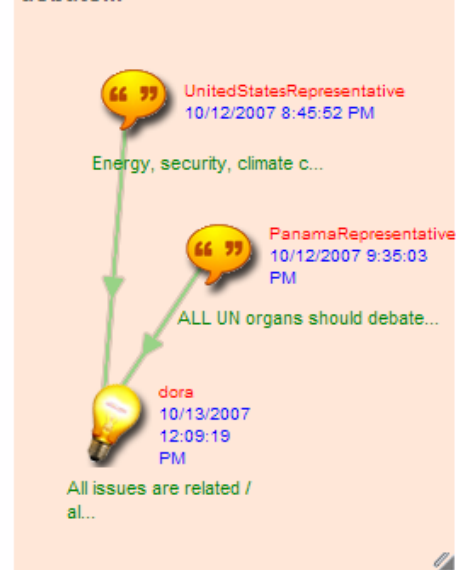 UnitedStatesRepresentative
10/12/2007 8:45:52 PM
Energy, security, climate c...
PanamaRepresentative
10/12/2007 9:35:03
PM
ALL UN organs should debate...
dora
10/13/2007
12:09:19
PM
All issues are related /
al...